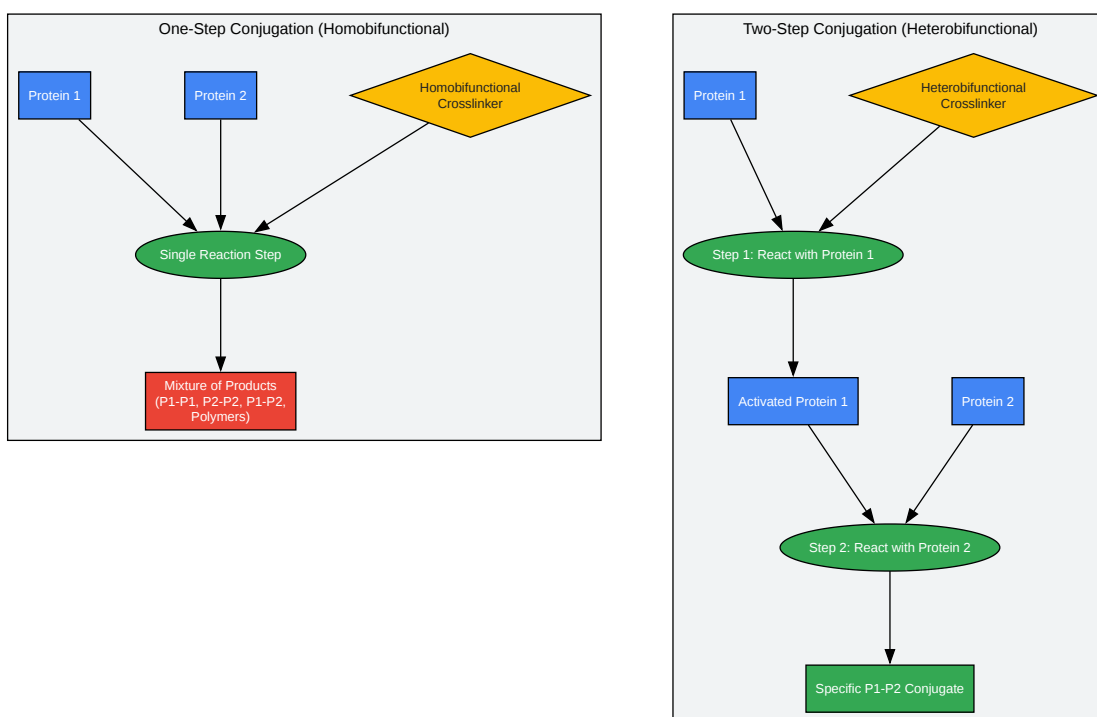 One-Step Conjugation (Homobifunctional)
Protein 1
Protein 2
Homobifunctional
Crosslinker
Single Reaction Step
Mixture of Products
(P1-P1, P2-P2, P1-P2,
Polymers)
Two-Step Conjugation (Heterobifunctional)
Protein 1
Heterobifunctional
Crosslinker
Step 1: React with Protein 1
Activated Protein 1
Protein 2
Step 2: React with Protein 2
Specific P1-P2 Conjugate